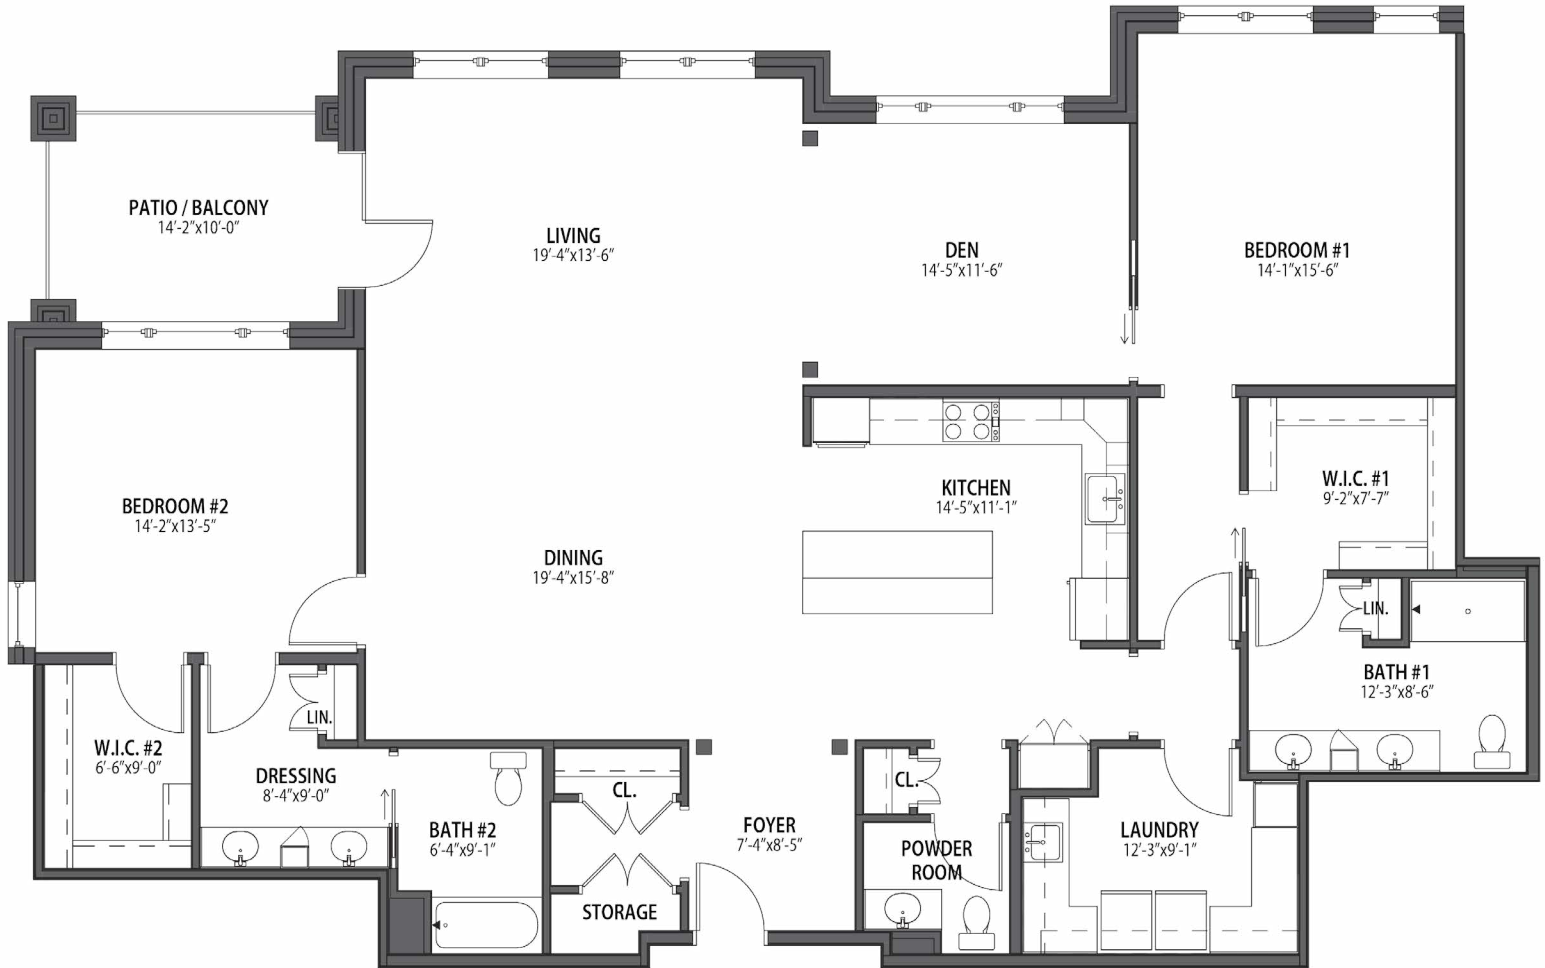 PATIO / BALCONY
14'-2"x10'-0"
LIVING
19'-4"x13'-6"
DEN
14'-5"x11'-6"
BEDROOM #1
14'-1"x15'-6"
BEDROOM #2
14'-2"x13'-5"
DINING
19'-4"x15'-8"
KITCHEN
14'-5"x11'-1"
W.I.C. #1
9'-2"x7'-7"
LIN.
BATH #1
12'-3"x8'-6"
W.I.C. #2
6'-6"x9'-0"
LIN.
DRESSING
8'-4"x9'-0"
BATH #2
6'-4"x9'-1"
CL.
STORAGE
FOYER
7'-4"x8'-5"
CL.
POWDER
ROOM
LAUNDRY
12'-3"x9'-1"